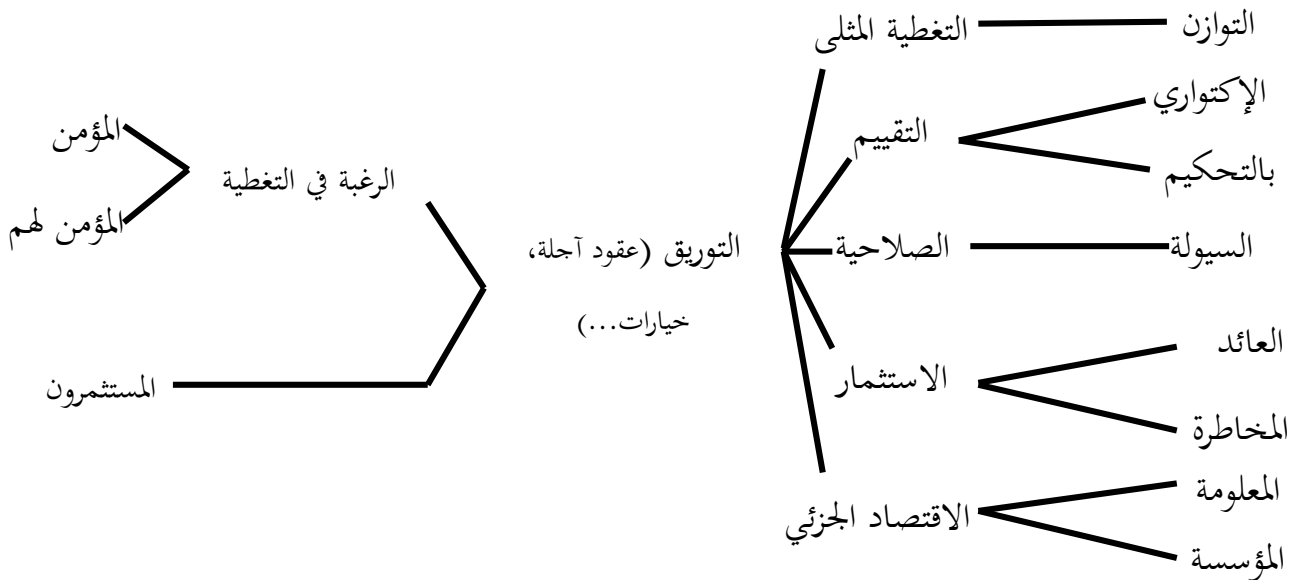 التوازن
التغطية المثلى
الإكتواري
التقييم
بالتحكيم
المؤمن
الرغبة في التغطية
المؤمن لهم
السيولة
الصلاحية
التوريق (عقود آجلة،
خيارات...)
العائد
الاستثمار
المخاطرة
المستثمرون
المعلومة
الاقتصاد الجزئي
المؤسسة